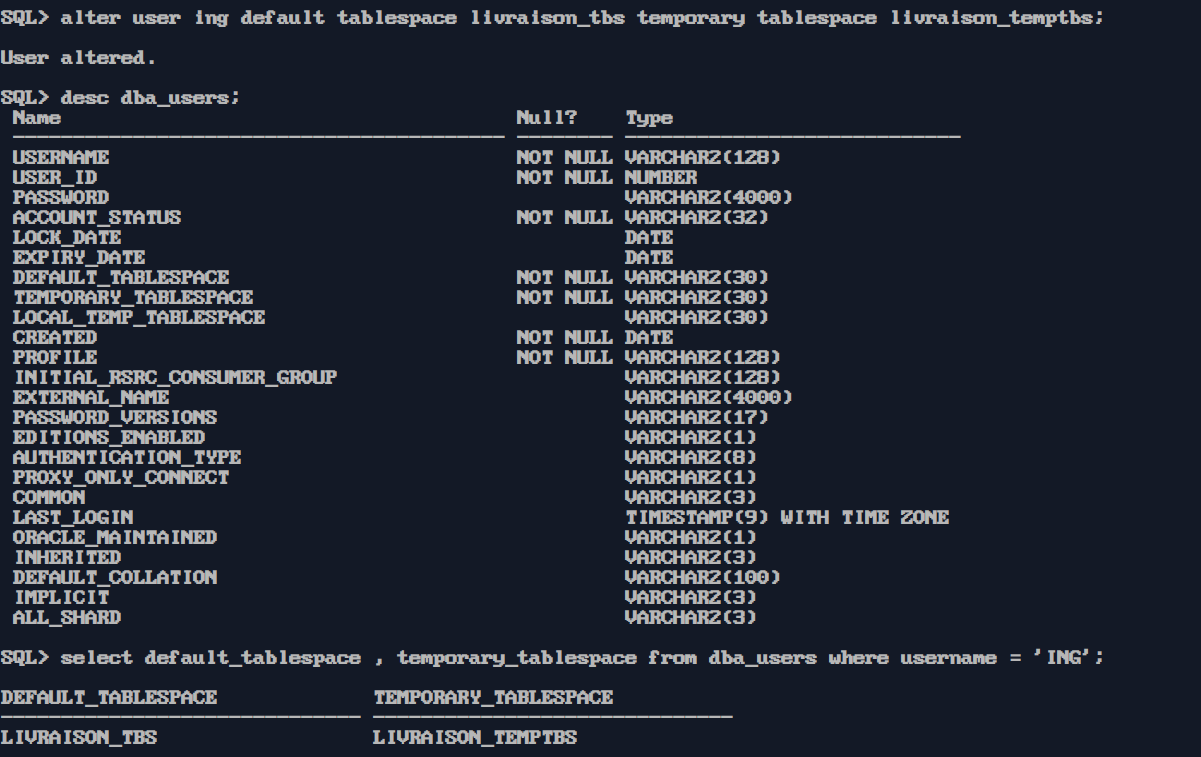 SQL> alter user ing default tablespace livraison_tbs temporary tablespace livraison_temptbs;
User altered.
SQL> desc dba_users;
Name Null? Type
----------------------------------------- -------- ----------------------------
USERNAME NOT NULL VARCHAR2(128)
USER_ID NOT NULL NUMBER
PASSWORD VARCHAR2(4000)
ACCOUNT_STATUS NOT NULL VARCHAR2(32)
LOCK_DATE DATE
EXPIRY_DATE DATE
DEFAULT_TABLESPACE NOT NULL VARCHAR2(30)
TEMPORARY_TABLESPACE NOT NULL VARCHAR2(30)
LOCAL_TEMP_TABLESPACE VARCHAR2(30)
CREATED NOT NULL DATE
PROFILE NOT NULL VARCHAR2(128)
INITIAL_RSRC_CONSUMER_GROUP VARCHAR2(128)
EXTERNAL_NAME VARCHAR2(4000)
PASSWORD_VERSIONS VARCHAR2(17)
EDITIONS_ENABLED VARCHAR2(1)
AUTHENTICATION_TYPE VARCHAR2(8)
PROXY_ONLY_CONNECT VARCHAR2(1)
COMMON VARCHAR2(3)
LAST_LOGIN TIMESTAMP(9) WITH TIME ZONE
ORACLE_MAINTAINED VARCHAR2(1)
INHERITED VARCHAR2(3)
DEFAULT_COLLATION VARCHAR2(100)
IMPLICIT VARCHAR2(3)
ALL_SHARD VARCHAR2(3)
SQL> select default_tablespace , temporary_tablespace from dba_users where username = 'ING';
DEFAULT_TABLESPACE TEMPORARY_TABLESPACE
------------------------------ ------------------------------
LIVRAISON_TBS LIVRAISON_TEMPTBS